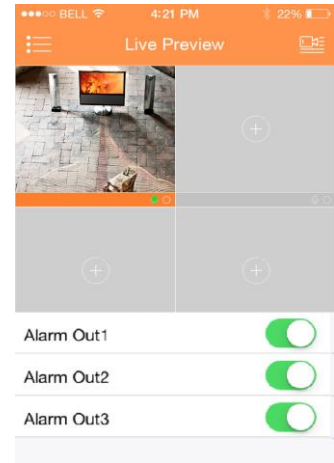 BELL 4:21 PM 22%
Live Preview
Alarm Out1
Alarm Out2
Alarm Out3